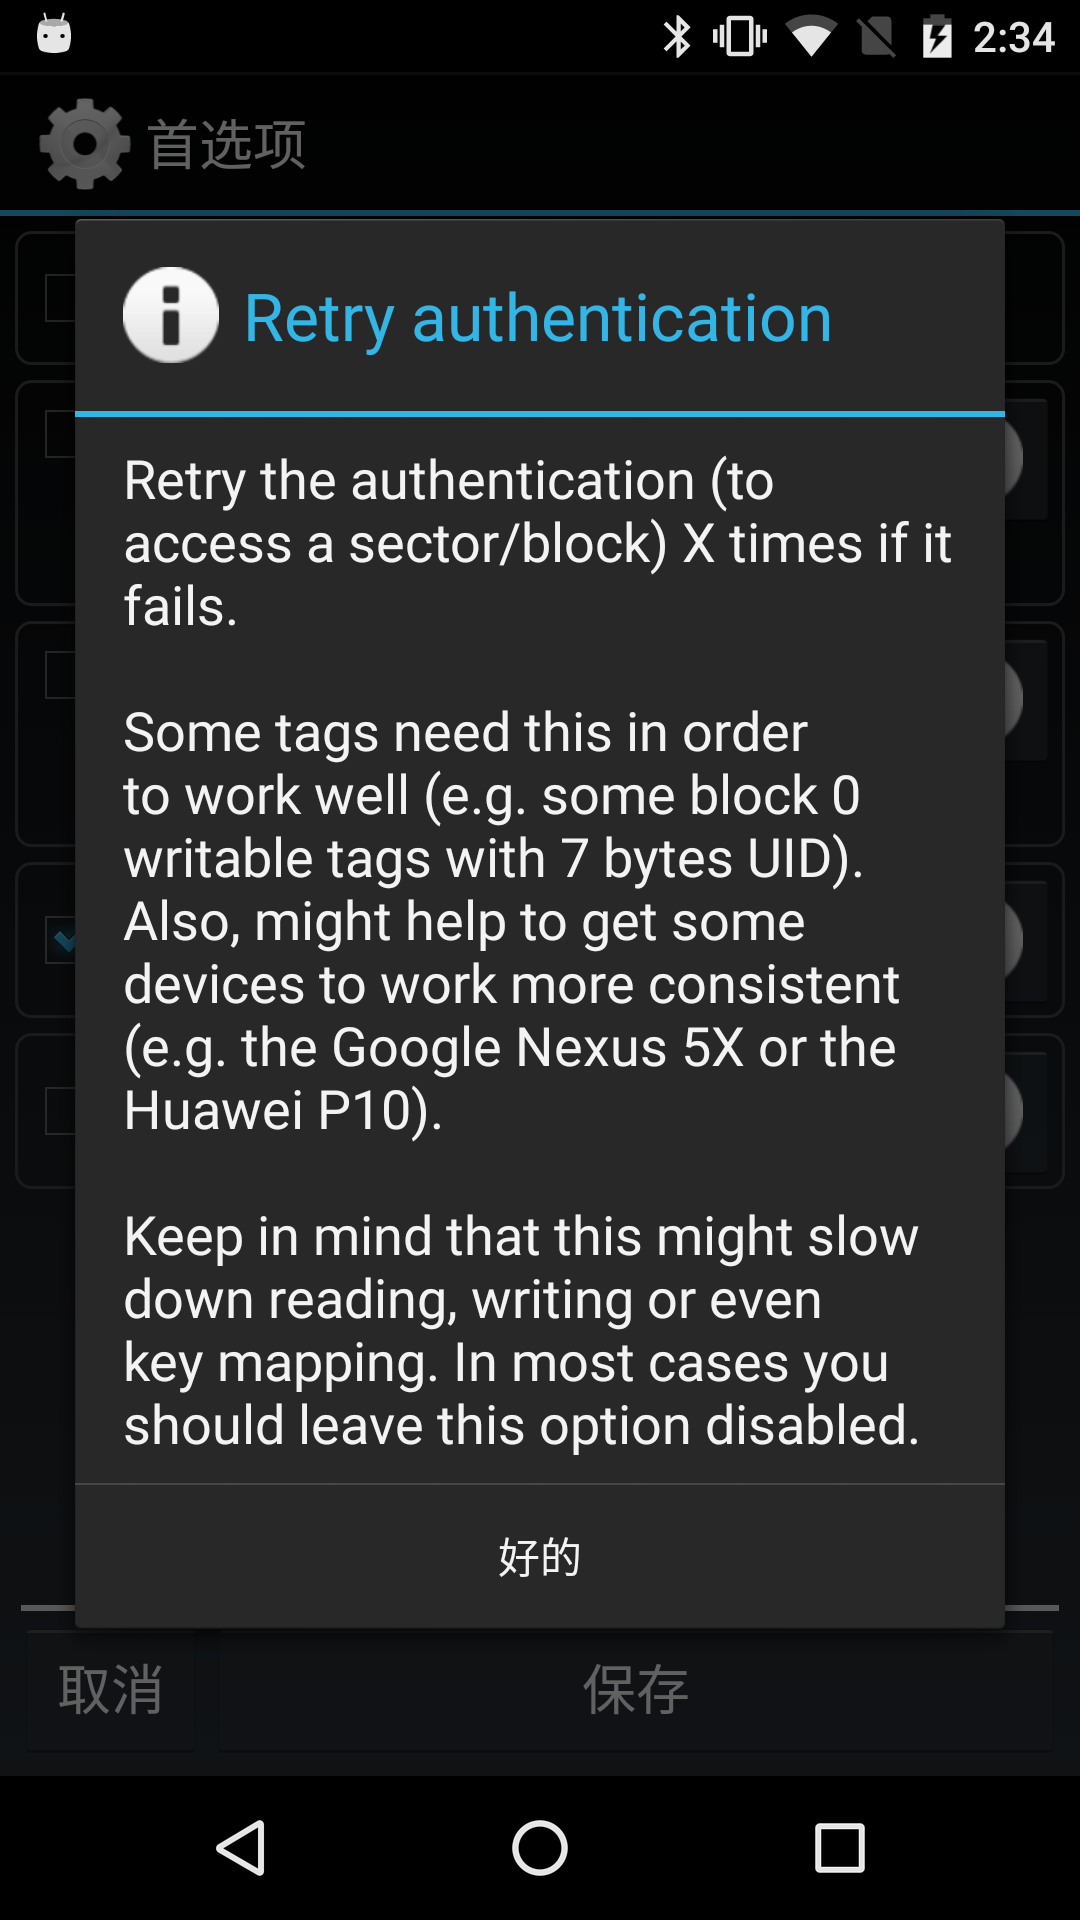 2:34
首选项
Retry authentication
Retry the authentication (to
access a sector/block) X times if it
fails.
Some tags need this in order
to work well (e.g. some block 0
writable tags with 7 bytes UID).
Also, might help to get some
devices to work more consistent
(e.g. the Google Nexus 5X or the
Huawei P10).
Keep in mind that this might slow
down reading, writing or even
key mapping. In most cases you
should leave this option disabled.
好的
取消
保存